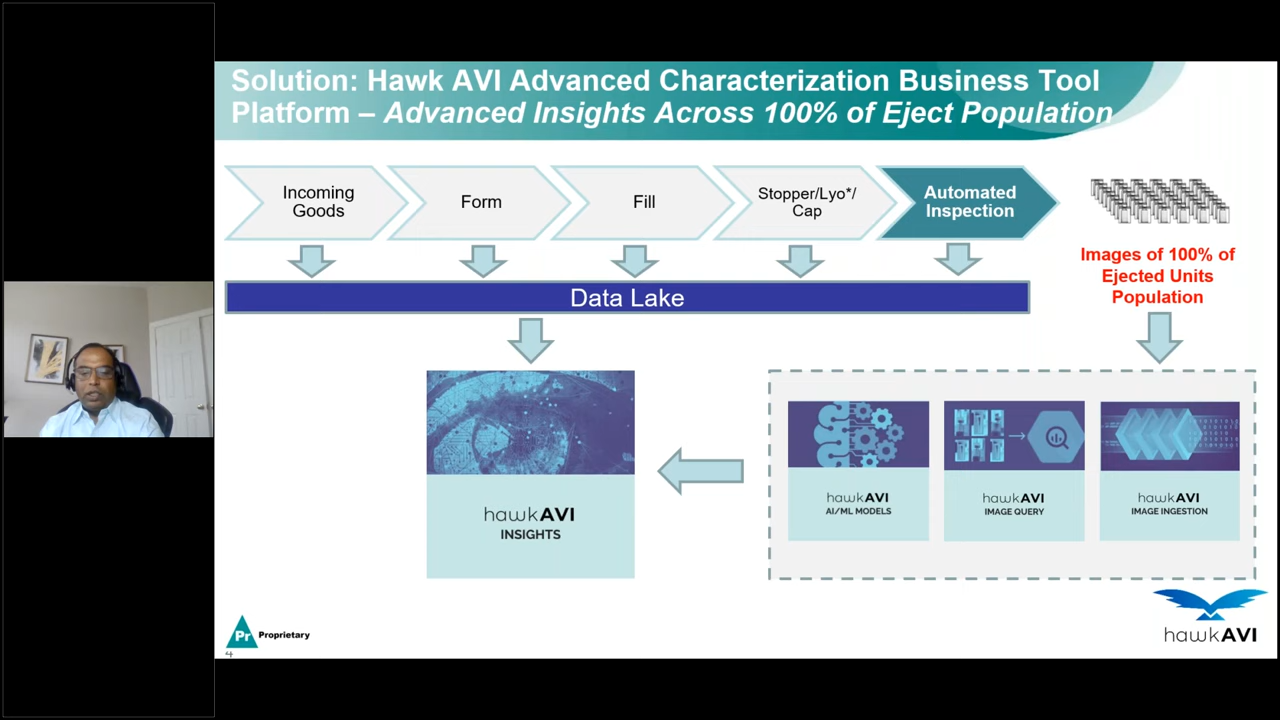 Solution: Hawk AVI Advanced Characterization Business Tool
Platform – Advanced Insights Across 100% of Eject Population
Incoming
Goods
Form
Fill
Stopper/Lyo*/
Cap
Automated
Inspection
Images of 100% of
Ejected Units
Population
Data Lake
hawkAVI
INSIGHTS
hawkAVI
AI/ML MODELS
hawkAVI
IMAGE QUERY
hawkAVI
IMAGE INGESTION
Pr Proprietary
4
hawkAVI